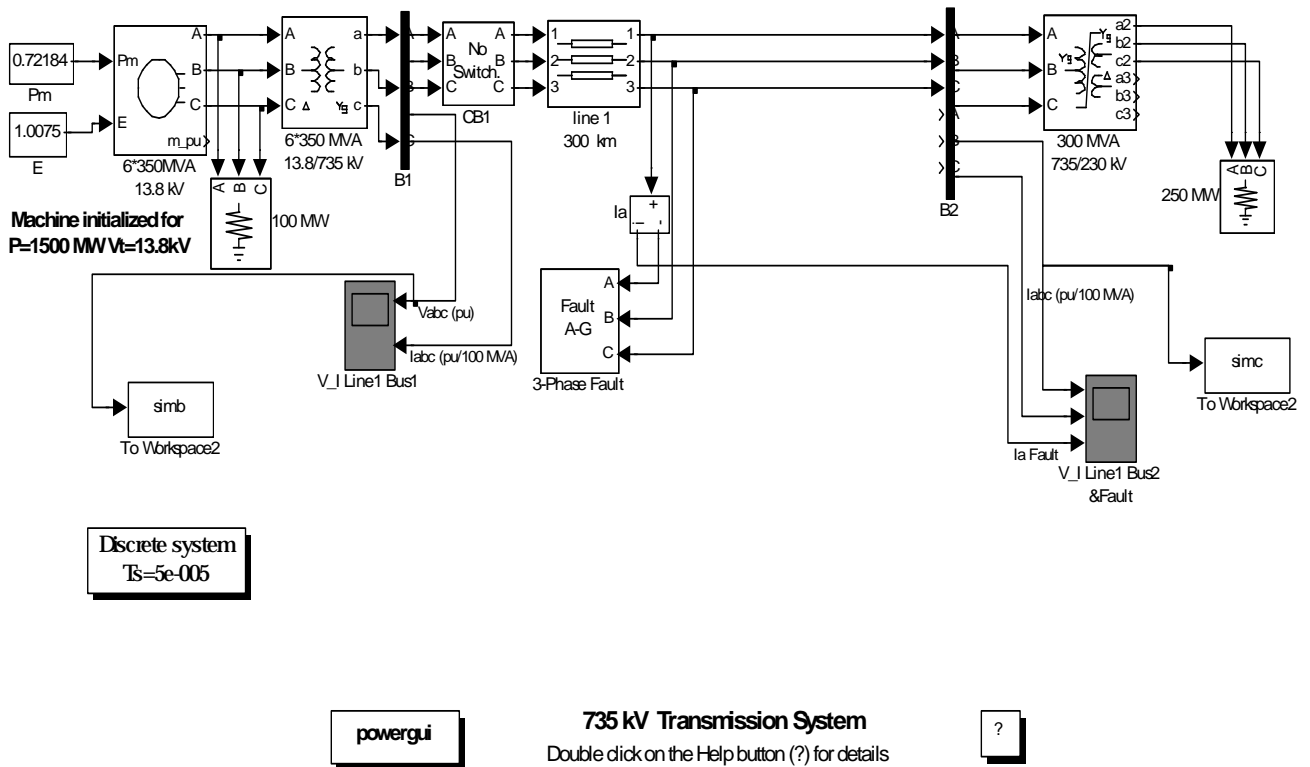 0.72184
Pm
1.0075
E
Pm
E
A
B
C
m_pu
6*350MVA
13.8 kV
Machine initialized for
P=1500 MW Vt=13.8kV
A B C
100 MW
A
B
C
Δ
Yg
a
b
c
6*350 MVA
13.8/735 kV
A
B
C
B1
A
B
C
No
Switch.
A
B
C
CB1
1
2
3
1
2
3
line 1
300 km
Ia
+
-
i
Fault
A-G
A
B
C
3-Phase Fault
A
B
C
A
B
C
B2
A
B
C
Yg
Yg
Δ
a2
b2
c2
a3
b3
c3
300 MVA
735/230 kV
A B C
250 MW
Vabc (pu)
Iabc (pu/100 MVA)
V_I Line1 Bus1
simb
To Workspace2
Iabc (pu/100 MVA)
simc
To Workspace2
Ia Fault
V_I Line1 Bus2
&Fault
Discrete system
Ts=5e-005
powergui
735 kV Transmission System
Double click on the Help button (?) for details
?